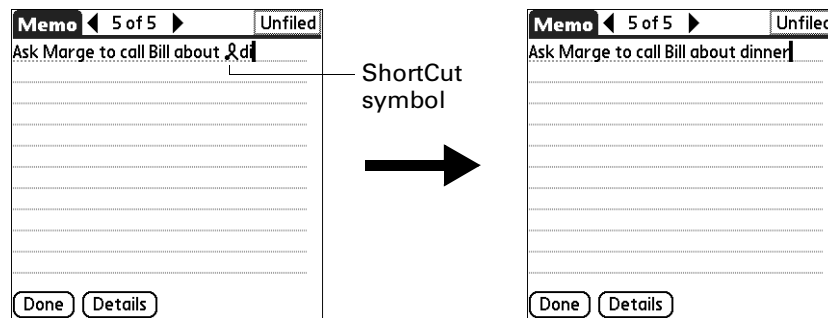 Memo 5 of 5 Unfiled
Ask Marge to call Bill about di
ShortCut
symbol
Done Details
Memo 5 of 5 Unfiled
Ask Marge to call Bill about dinner
Done Details